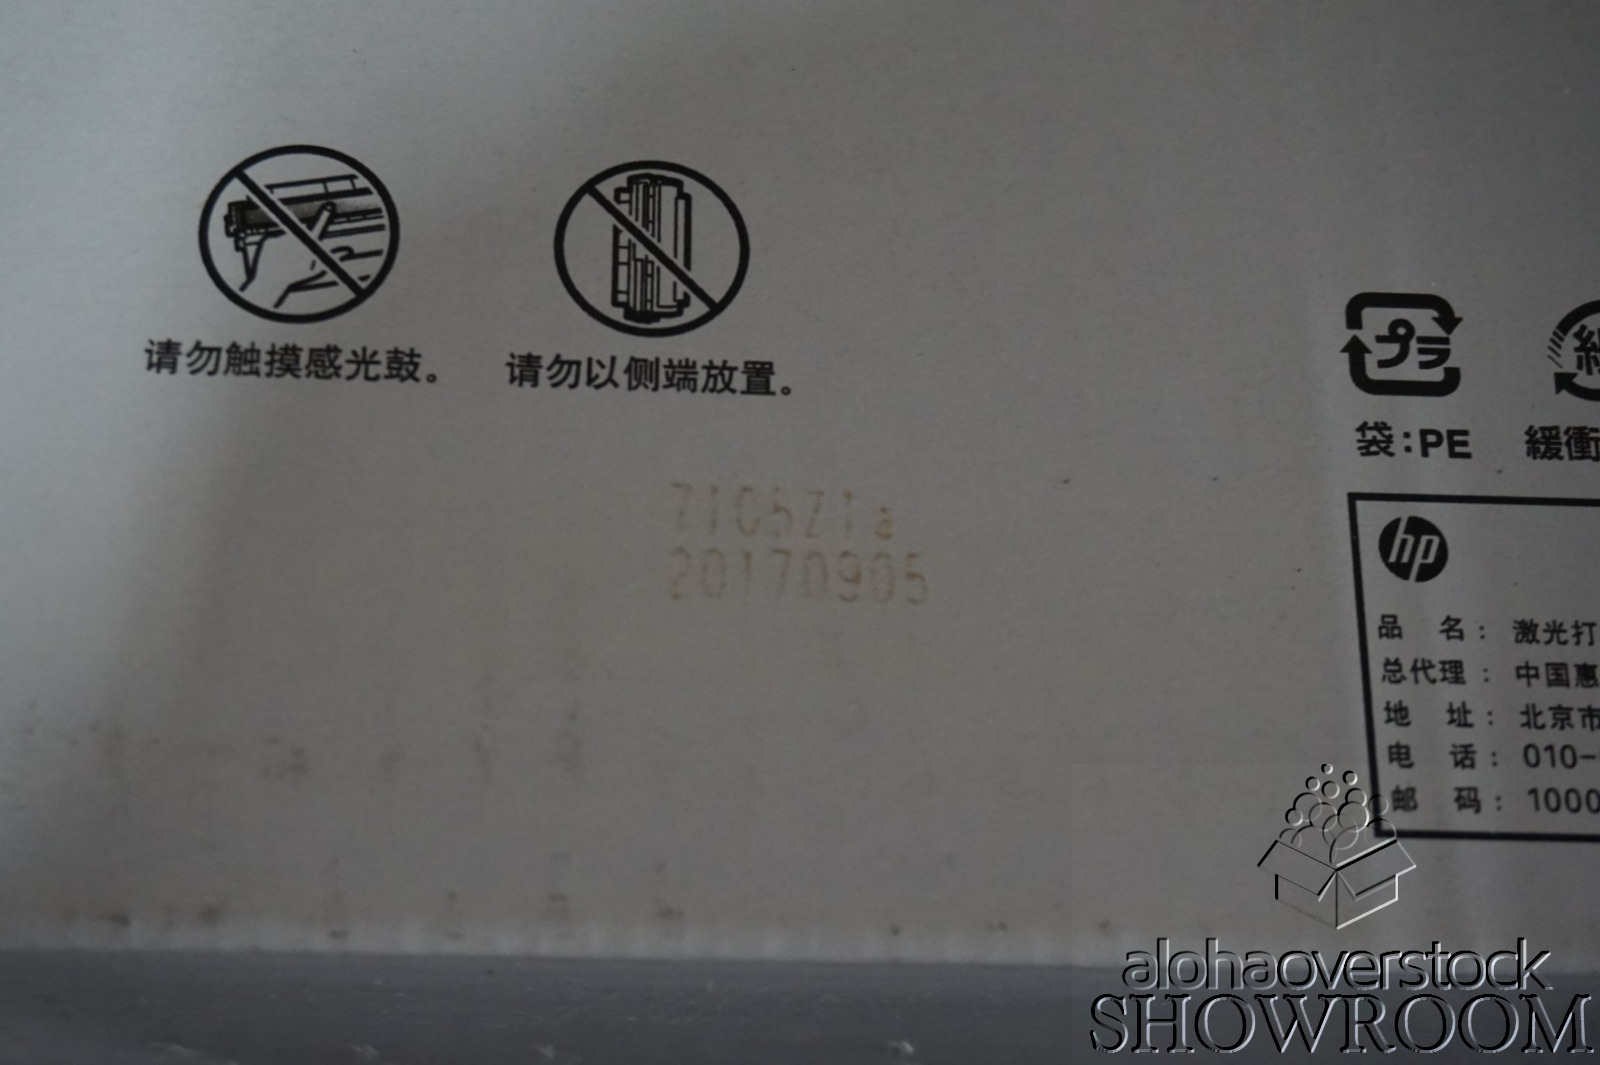 请勿触摸感光鼓。
请勿以侧端放置。
プラ
袋:PE
緩衝
20170905
hp
品 名: 激光打
总代理: 中国惠
地 址: 北京市
电 话: 010-
邮 码: 1000
alohaoverstock
SHOWROOM